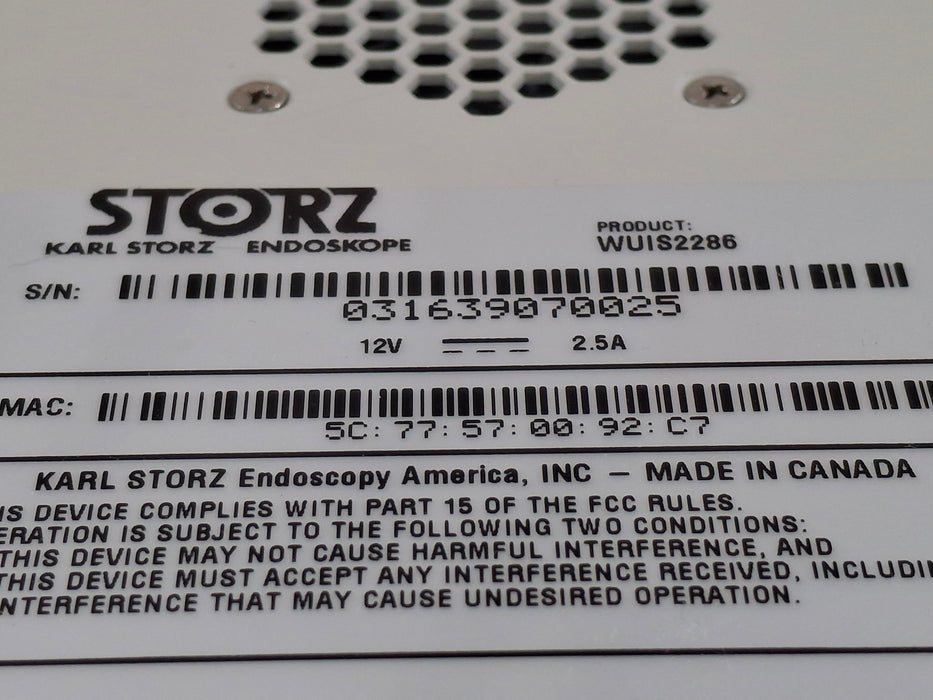 STORZ
KARL STORZ ENDOSKOPE
PRODUCT:
WUIS2286
S/N:
031639070025
12V 2.5A
MAC:
5C:77:57:00:92:C7
KARL STORZ Endoscopy America, INC – MADE IN CANADA
IS DEVICE COMPLIES WITH PART 15 OF THE FCC RULES.
ERATION IS SUBJECT TO THE FOLLOWING TWO CONDITIONS:
THIS DEVICE MAY NOT CAUSE HARMFUL INTERFERENCE, AND
THIS DEVICE MUST ACCEPT ANY INTERFERENCE RECEIVED, INCLUDIN
NTERFERENCE THAT MAY CAUSE UNDESIRED OPERATION.